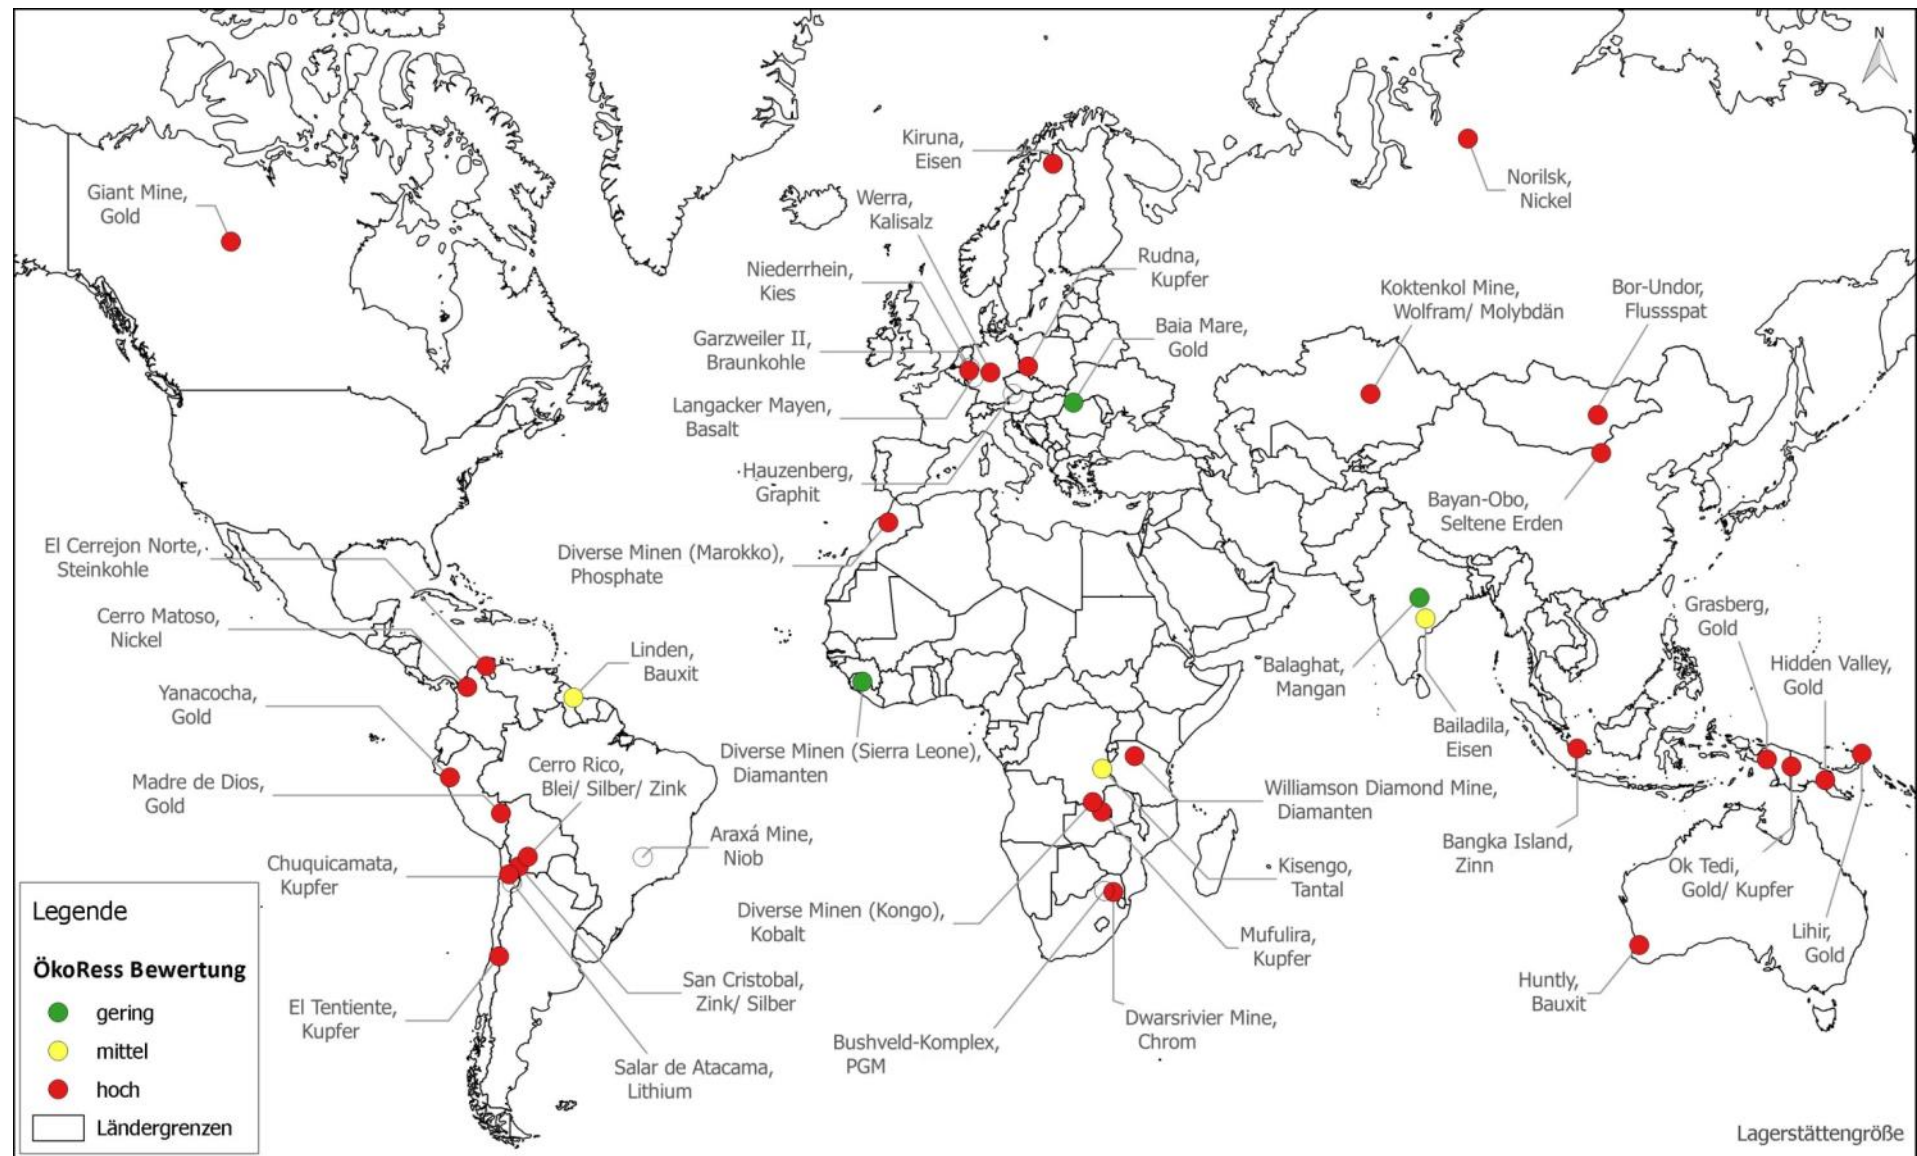 N
Kiruna,
Eisen
Norilsk,
Nickel
Giant Mine,
Gold
Werra,
Kalisalz
Rudna,
Kupfer
Niederrhein,
Kies
Koktenkol Mine,
Wolfram/ Molybdän
Bor-Undor,
Flussspat
Baia Mare,
Gold
Garzweiler II,
Braunkohle
Langacker Mayen,
Basalt
Hauzenberg,
Graphit
Bayan-Obo,
Seltene Erden
El Cerrejon Norte,
Steinkohle
Diverse Minen (Marokko),
Phosphate
Cerro Matoso,
Nickel
Grasberg,
Gold
Linden,
Bauxit
Balaghat,
Mangan
Hidden Valley,
Gold
Yanacocha,
Gold
Bailadila,
Eisen
Diverse Minen (Sierra Leone),
Diamanten
Cerro Rico,
Blei/ Silber/ Zink
Madre de Dios,
Gold
Williamson Diamond Mine,
Diamanten
Araxá Mine,
Niob
Bangka Island,
Zinn
Chuquicamata,
Kupfer
Kisengo,
Tantal
Ok Tedi,
Gold/ Kupfer
Diverse Minen (Kongo),
Kobalt
Mufulira,
Kupfer
Lihir,
Gold
San Cristobal,
Zink/ Silber
Huntly,
Bauxit
El Tentiente,
Kupfer
Dwarsrivier Mine,
Chrom
Bushveld-Komplex,
PGM
Salar de Atacama,
Lithium
Legende
ÖkoRess Bewertung
gering
mittel
hoch
Ländergrenzen
Lagerstättengröße